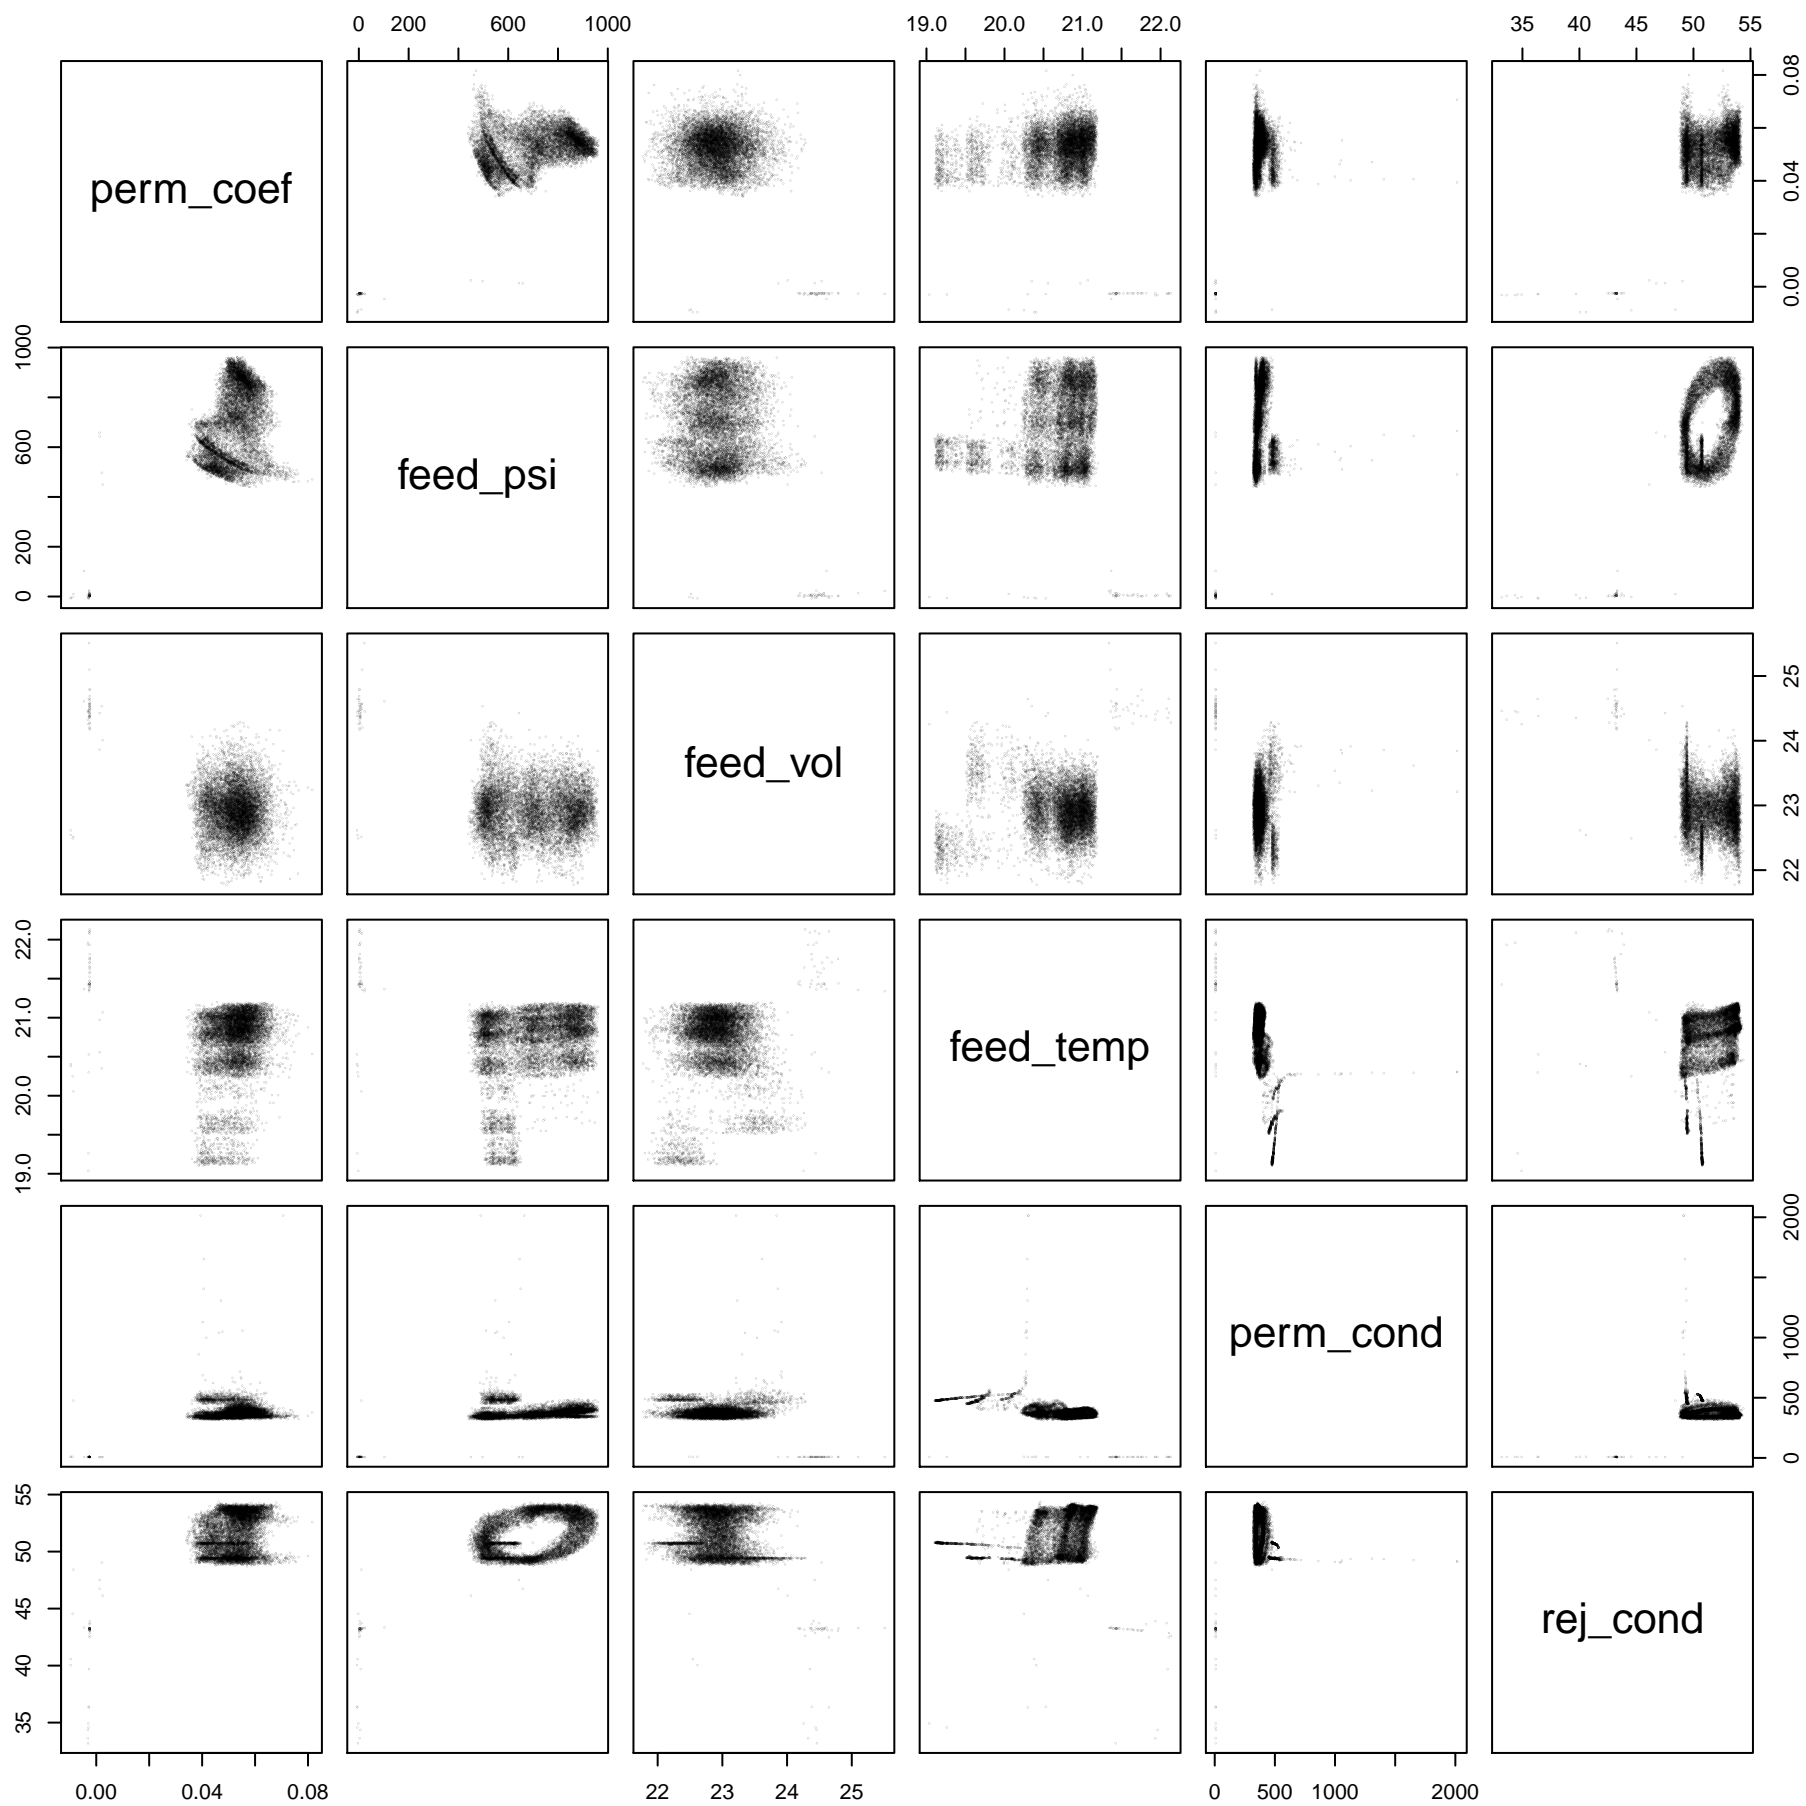 0 200 600 1000 19.0 20.0 21.0 22.0 35 40 45 50 55
perm_coef 0.00 0.04 0.08
0 200 600 1000 feed_psi
feed_vol 22 23 24 25
19.0 20.0 21.0 22.0 feed_temp
perm_cond 0 500 1000 2000
35 40 45 50 55 rej_cond
0.00 0.04 0.08 22 23 24 25 0 500 1000 2000